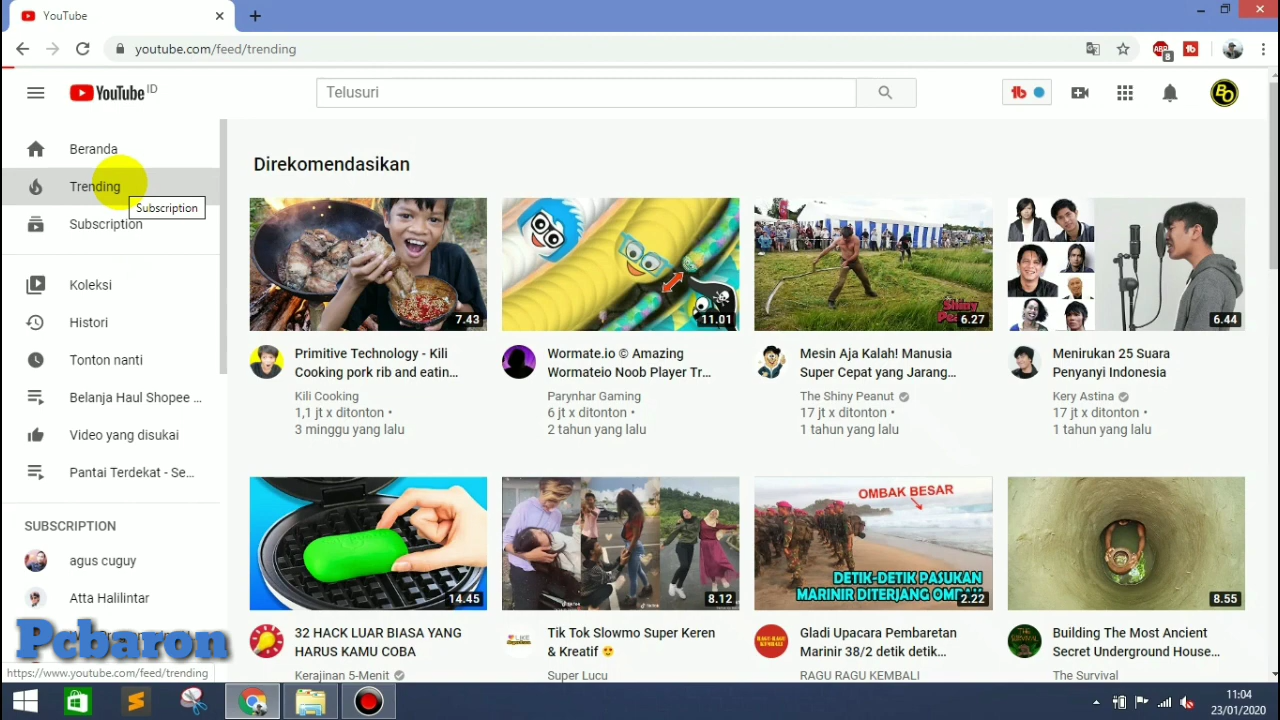 YouTube
youtube.com/feed/trending
ABP
8
YouTube ID
Telusuri
BO
Beranda
Trending
Subscription
Subscription
Koleksi
Histori
Tonton nanti
Belanja Haul Shopee ...
Video yang disukai
Pantai Terdekat - Se...
SUBSCRIPTION
agus cuguy
Atta Halilintar
Pcbaron
https://www.youtube.com/feed/trending
Direkomendasikan
7.43
Primitive Technology - Kili
Cooking pork rib and eatin...
Kili Cooking
1,1 jt x ditonton •
3 minggu yang lalu
11.01
Wormate.io © Amazing
Wormateio Noob Player Tr...
Parynhar Gaming
6 jt x ditonton •
2 tahun yang lalu
Shiny
6.27
Mesin Aja Kalah! Manusia
Super Cepat yang Jarang...
The Shiny Peanut
17 jt x ditonton •
1 tahun yang lalu
6.44
Menirukan 25 Suara
Penyanyi Indonesia
Kery Astina
17 jt x ditonton •
1 tahun yang lalu
14.45
32 HACK LUAR BIASA YANG
HARUS KAMU COBA
Kerajinan 5-Menit
TikTok
8.12
Tik Tok Slowmo Super Keren
& Kreatif 😍
Super Lucu
OMBAK BESAR
DETIK-DETIK PASUKAN
MARINIR DITERJANG OMBAK
2.22
Gladi Upacara Pembaretan
Marinir 38/2 detik detik...
RAGU RAGU KEMBALI
8.55
Building The Most Ancient
Secret Underground House...
The Survival
11:04
23/01/2020